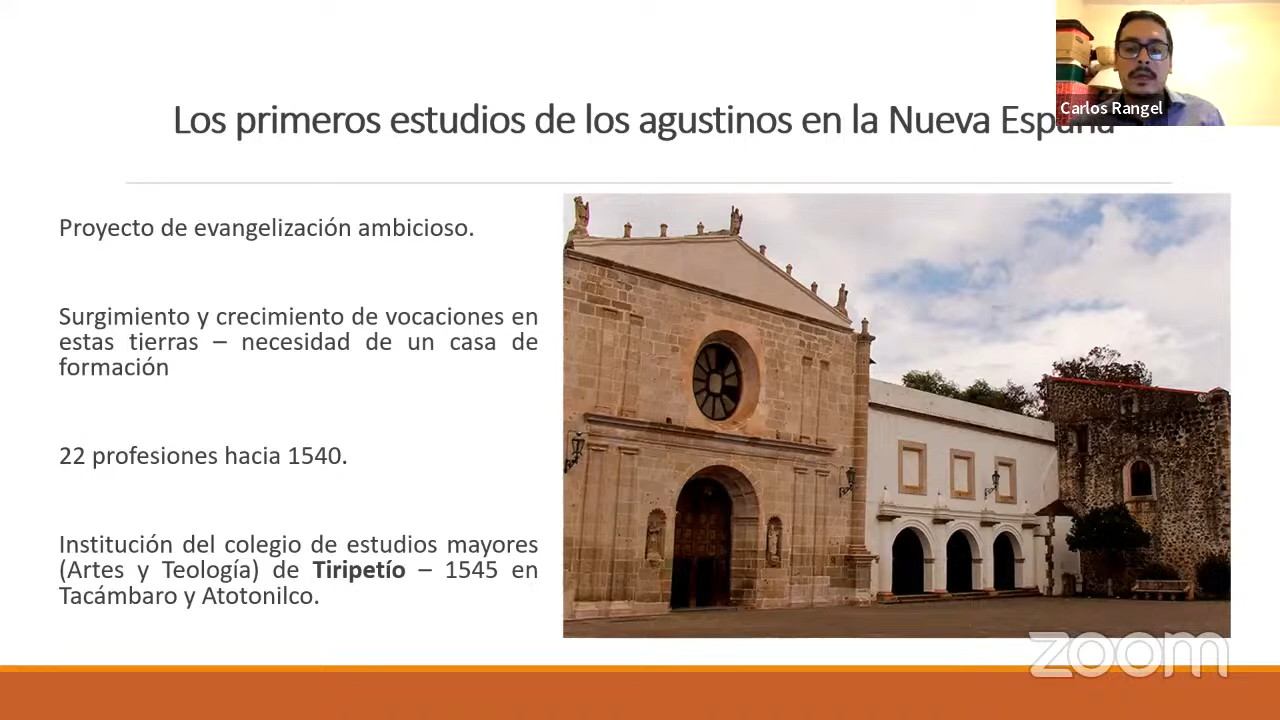 Carlos Rangel
Los primeros estudios de los agustinos en la Nueva España
Proyecto de evangelización ambicioso.
Surgimiento y crecimiento de vocaciones en
estas tierras – necesidad de un casa de
formación
22 profesiones hacia 1540.
Institución del colegio de estudios mayores
(Artes y Teología) de Tiripetío – 1545 en
Tacámbaro y Atotonilco.
zoom